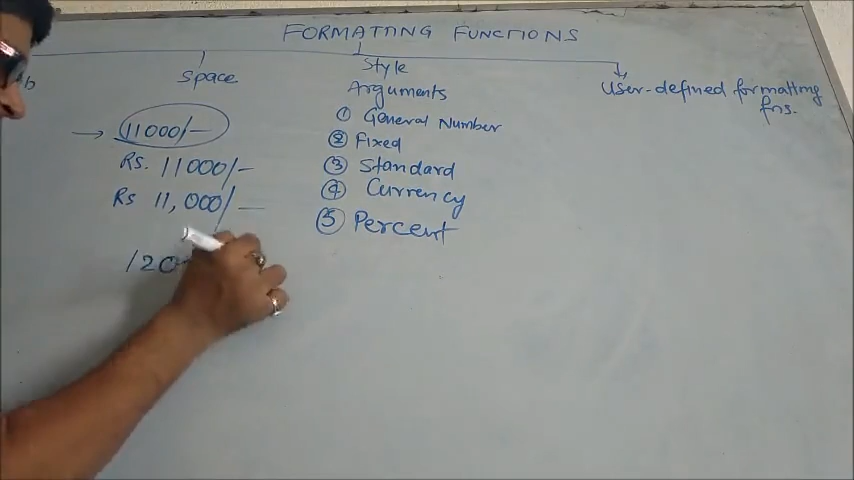 FORMATTING FUNCTIONS
Space
→ 11000/-
Rs. 11000/-
Rs 11,000/-
120
Style
Arguments
① General Number
② Fixed
③ Standard
④ Currency
⑤ Percent
User-defined formatting
fns.